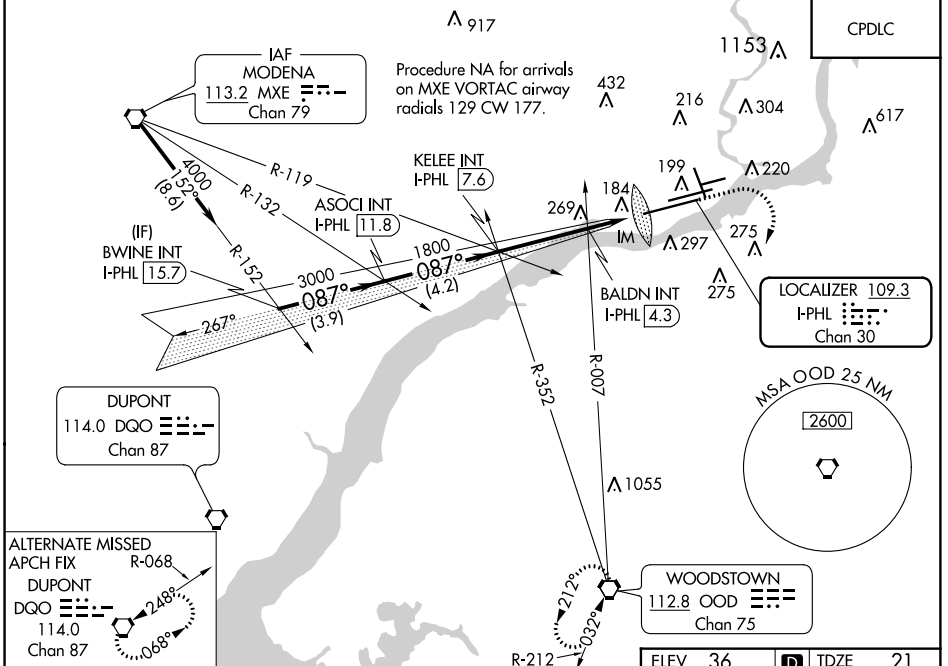 917
CPDLC
1153
IAF
MODENA
113.2 MXE
Chan 79
Procedure NA for arrivals
on MXE VORTAC airway
radials 129 CW 177.
432
216
304
617
KELEE INT
I-PHL 7.6
R-119
4000
152°
(8.6)
R-132
ASOCI INT
I-PHL 11.8
199
220
184
269
IM
297
275
275
(IF)
BWINE INT
I-PHL 15.7
R-152
1800
087°
(4.2)
3000
087°
(3.9)
267°
BALDN INT
I-PHL 4.3
LOCALIZER 109.3
I-PHL
Chan 30
R-352
R-007
MSA OOD 25 NM
2600
DUPONT
114.0 DQO
Chan 87
1055
ALTERNATE MISSED
APCH FIX
DUPONT
DQO
114.0
Chan 87
R-068
248°
068°
WOODSTOWN
112.8 OOD
Chan 75
212°
032°
R-212
ELEV 36
D
TDZE 21